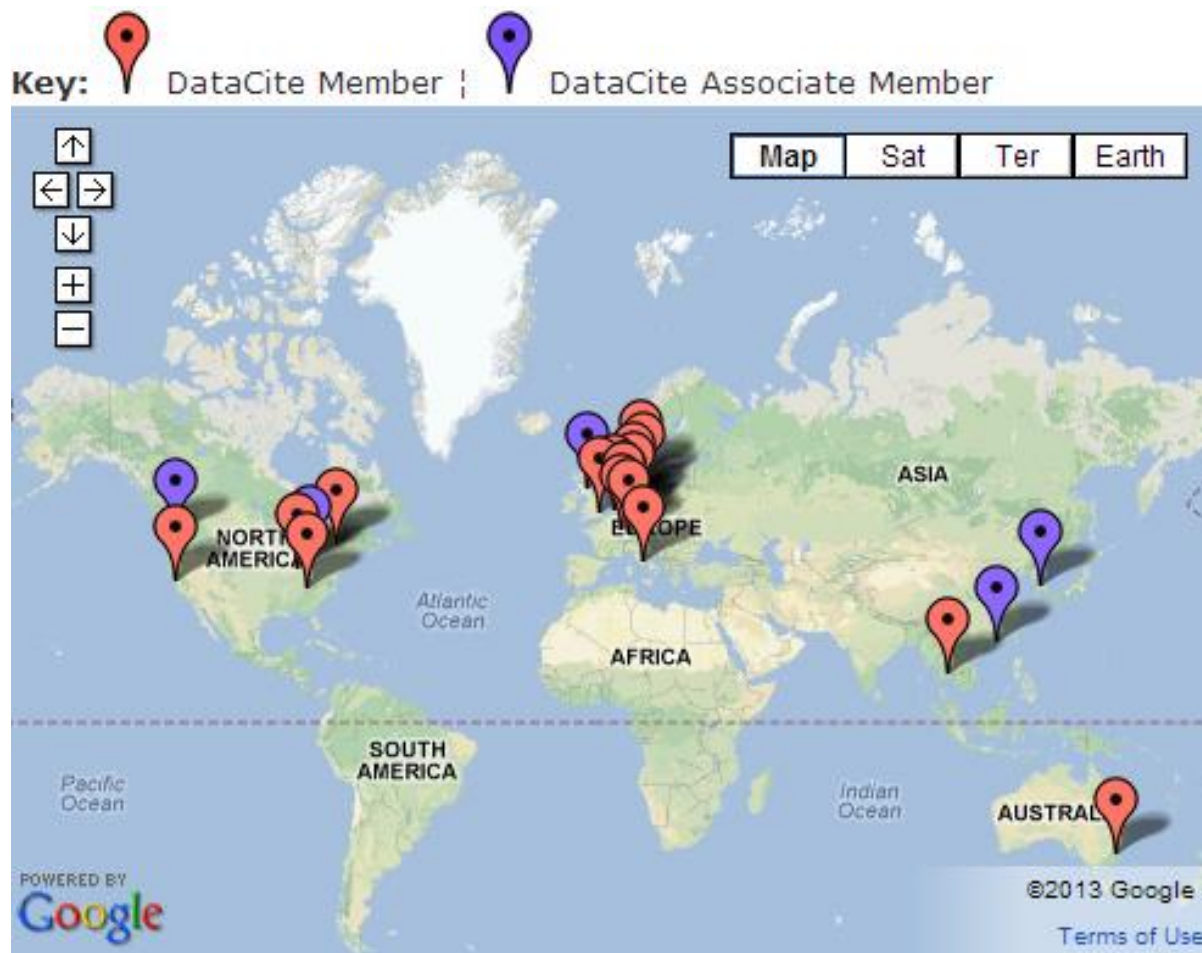 Key: DataCite Member ¦ DataCite Associate Member
Map Sat Ter Earth
ASIA
NORTH
AMERICA
EUROPE
Atlantic
Ocean
AFRICA
SOUTH
AMERICA
Pacific
Ocean
Indian
Ocean
AUSTRAL
POWERED BY
Google
©2013 Google
Terms of Use